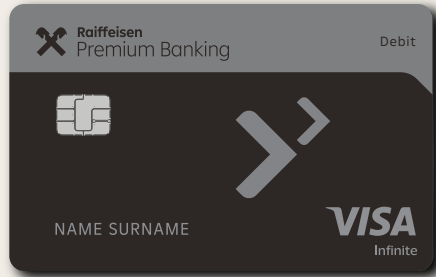 Raiffeisen
Premium Banking
Debit
NAME SURNAME
VISA
Infinite